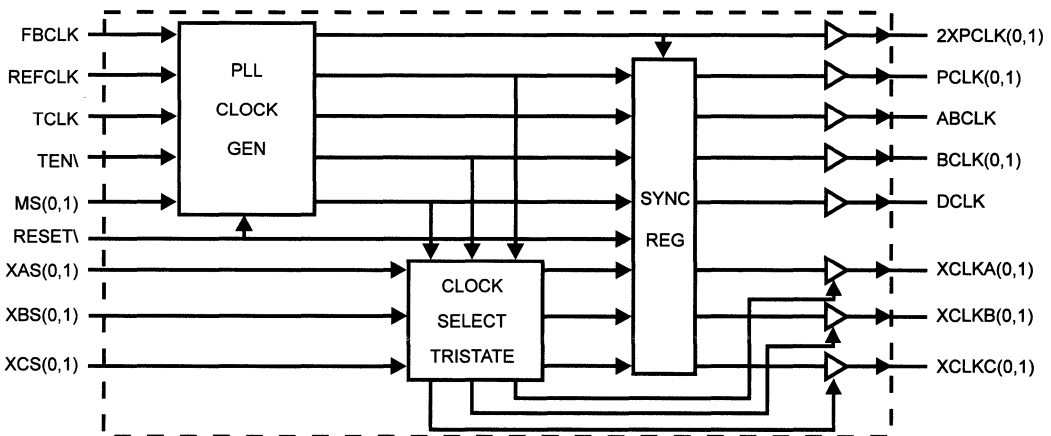 FBCLK
REFCLK
TCLK
TEN\
MS(0,1)
RESET\
XAS(0,1)
XBS(0,1)
XCS(0,1)
PLL
CLOCK
GEN
CLOCK
SELECT
TRISTATE
SYNC
REG
2XPCLK(0,1)
PCLK(0,1)
ABCLK
BCLK(0,1)
DCLK
XCLKA(0,1)
XCLKB(0,1)
XCLKC(0,1)